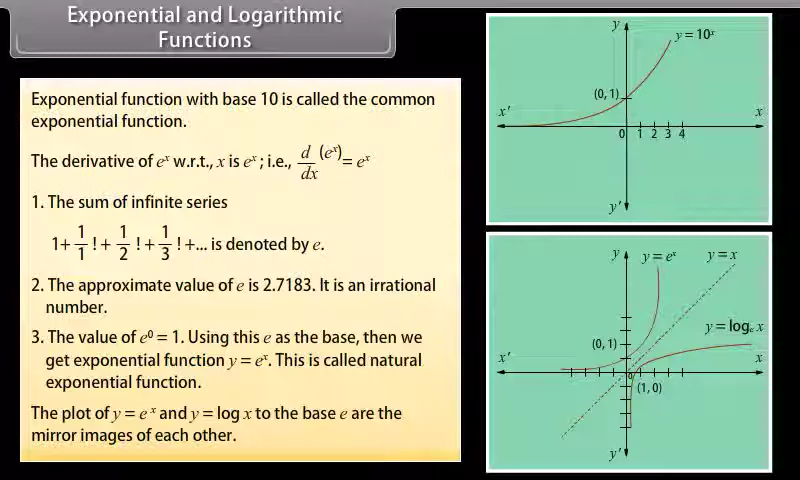 Exponential and Logarithmic
Functions
Exponential function with base 10 is called the common
exponential function.
The derivative of eˣ w.r.t., x is eˣ ; i.e., d/dx (eˣ) = eˣ
1. The sum of infinite series
1+ 1/1 ! + 1/2 ! + 1/3 ! +... is denoted by e.
2. The approximate value of e is 2.7183. It is an irrational
number.
3. The value of e⁰ = 1. Using this e as the base, then we
get exponential function y = eˣ. This is called natural
exponential function.
The plot of y = eˣ and y = log x to the base e are the
mirror images of each other.
y
y = 10ˣ
(0, 1)
x'
x
0 1 2 3 4
y'
y
y = eˣ
y = x
y = logₑ x
(0, 1)
x'
x
0
(1, 0)
y'